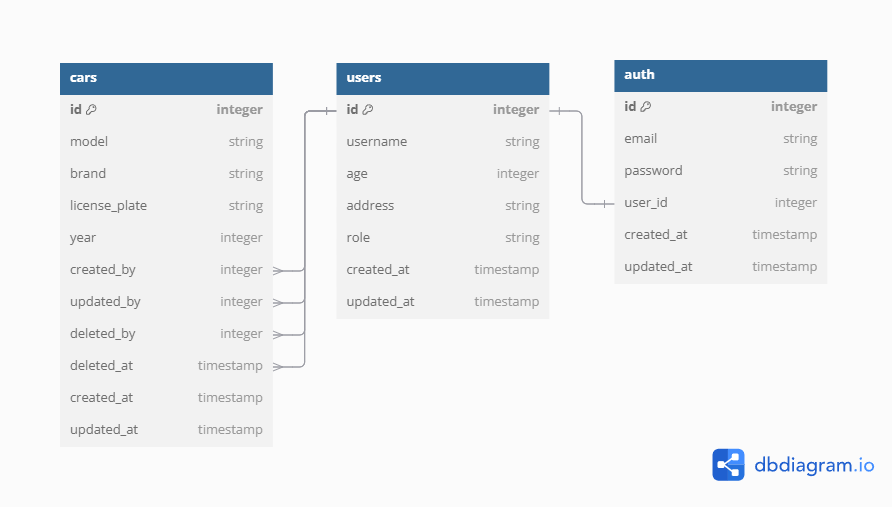 cars
id integer
model string
brand string
license_plate string
year integer
created_by integer
updated_by integer
deleted_by integer
deleted_at timestamp
created_at timestamp
updated_at timestamp
users
id integer
username string
age integer
address string
role string
created_at timestamp
updated_at timestamp
auth
id integer
email string
password string
user_id integer
created_at timestamp
updated_at timestamp
dbdiagram.io